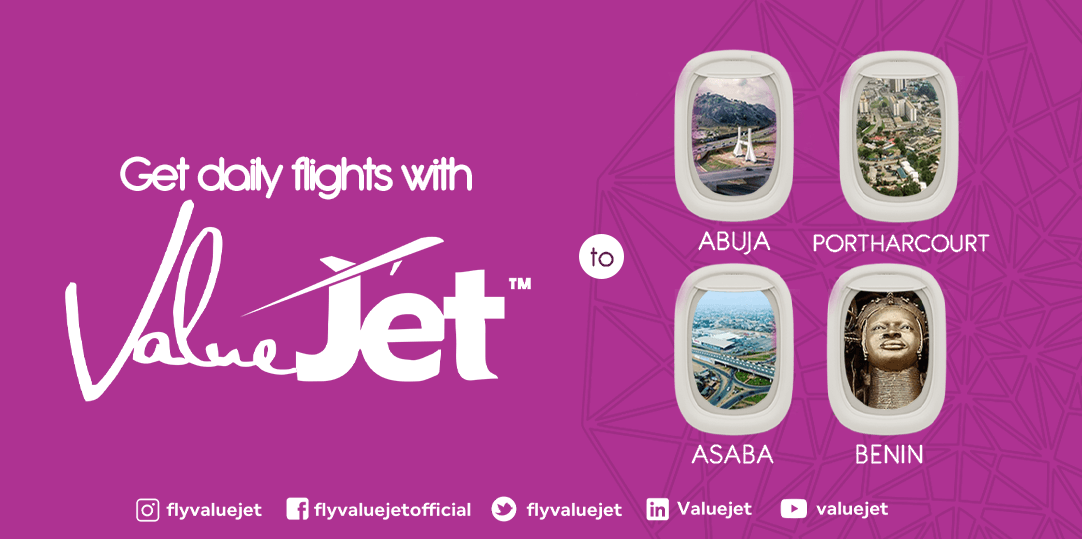 Get daily flights with
ValueJet™
to
ABUJA
PORTHARCOURT
ASABA
BENIN
flyvaluejet
flyvaluejetofficial
flyvaluejet
Valuejet
valuejet